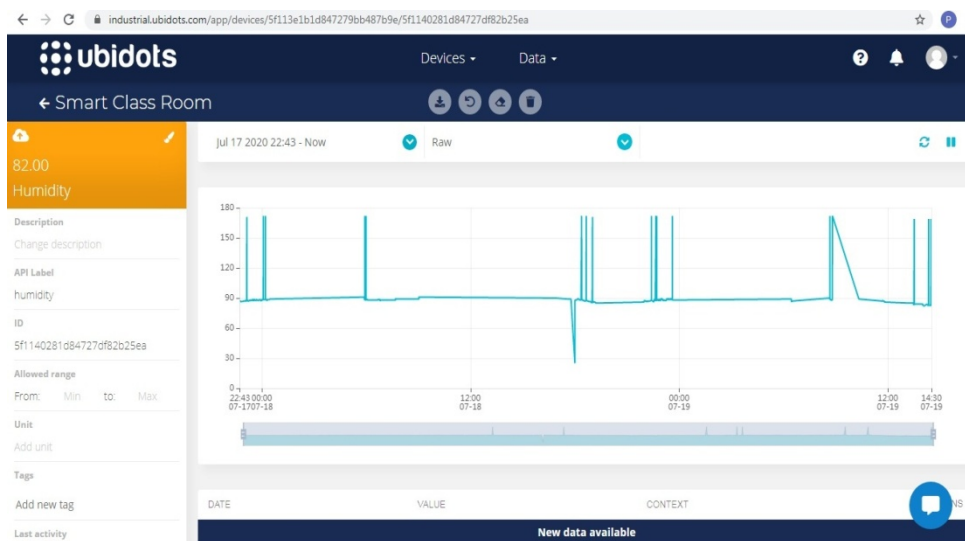 industrial.ubidots.com/app/devices/5f113e1b1d847279bb487b9e/5f1140281d84727df82b25ea
P
ubidots
Devices
Data
?
← Smart Class Room
Jul 17 2020 22:43 - Now
Raw
82.00
Humidity
Description
Change description
API Label
humidity
ID
5f1140281d84727df82b25ea
Allowed range
From: Min to: Max
Unit
Add unit
Tags
Add new tag
Last activity
180
150
120
90
60
30
0
22:43 00:00 12:00 00:00 12:00 14:30
07-17 07-18 07-18 07-19 07-19 07-19
DATE VALUE CONTEXT NS
New data available